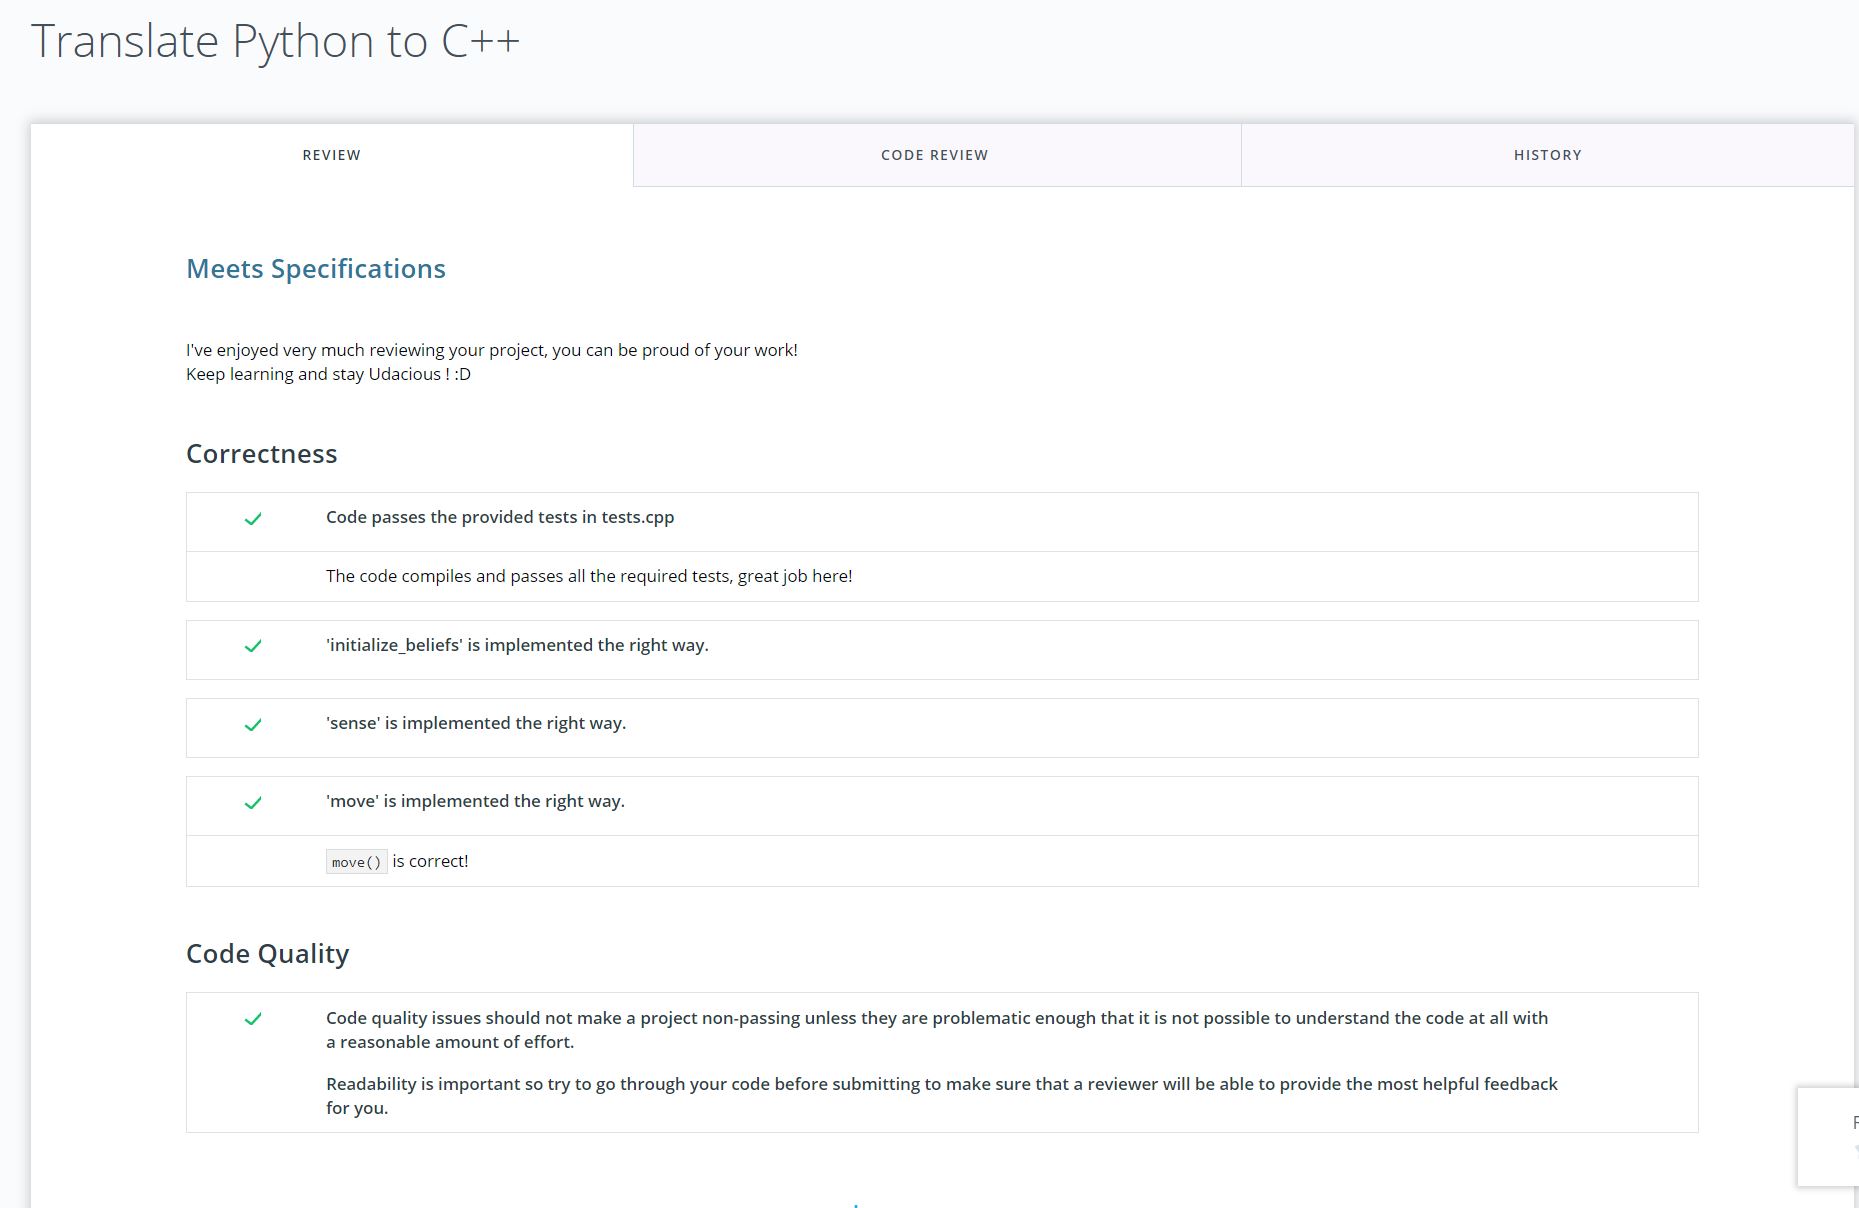 Translate Python to C++
REVIEW
CODE REVIEW
HISTORY
Meets Specifications
I've enjoyed very much reviewing your project, you can be proud of your work!
Keep learning and stay Udacious ! :D
Correctness
Code passes the provided tests in tests.cpp
The code compiles and passes all the required tests, great job here!
'initialize_beliefs' is implemented the right way.
'sense' is implemented the right way.
'move' is implemented the right way.
move() is correct!
Code Quality
Code quality issues should not make a project non-passing unless they are problematic enough that it is not possible to understand the code at all with
a reasonable amount of effort.
Readability is important so try to go through your code before submitting to make sure that a reviewer will be able to provide the most helpful feedback
for you.